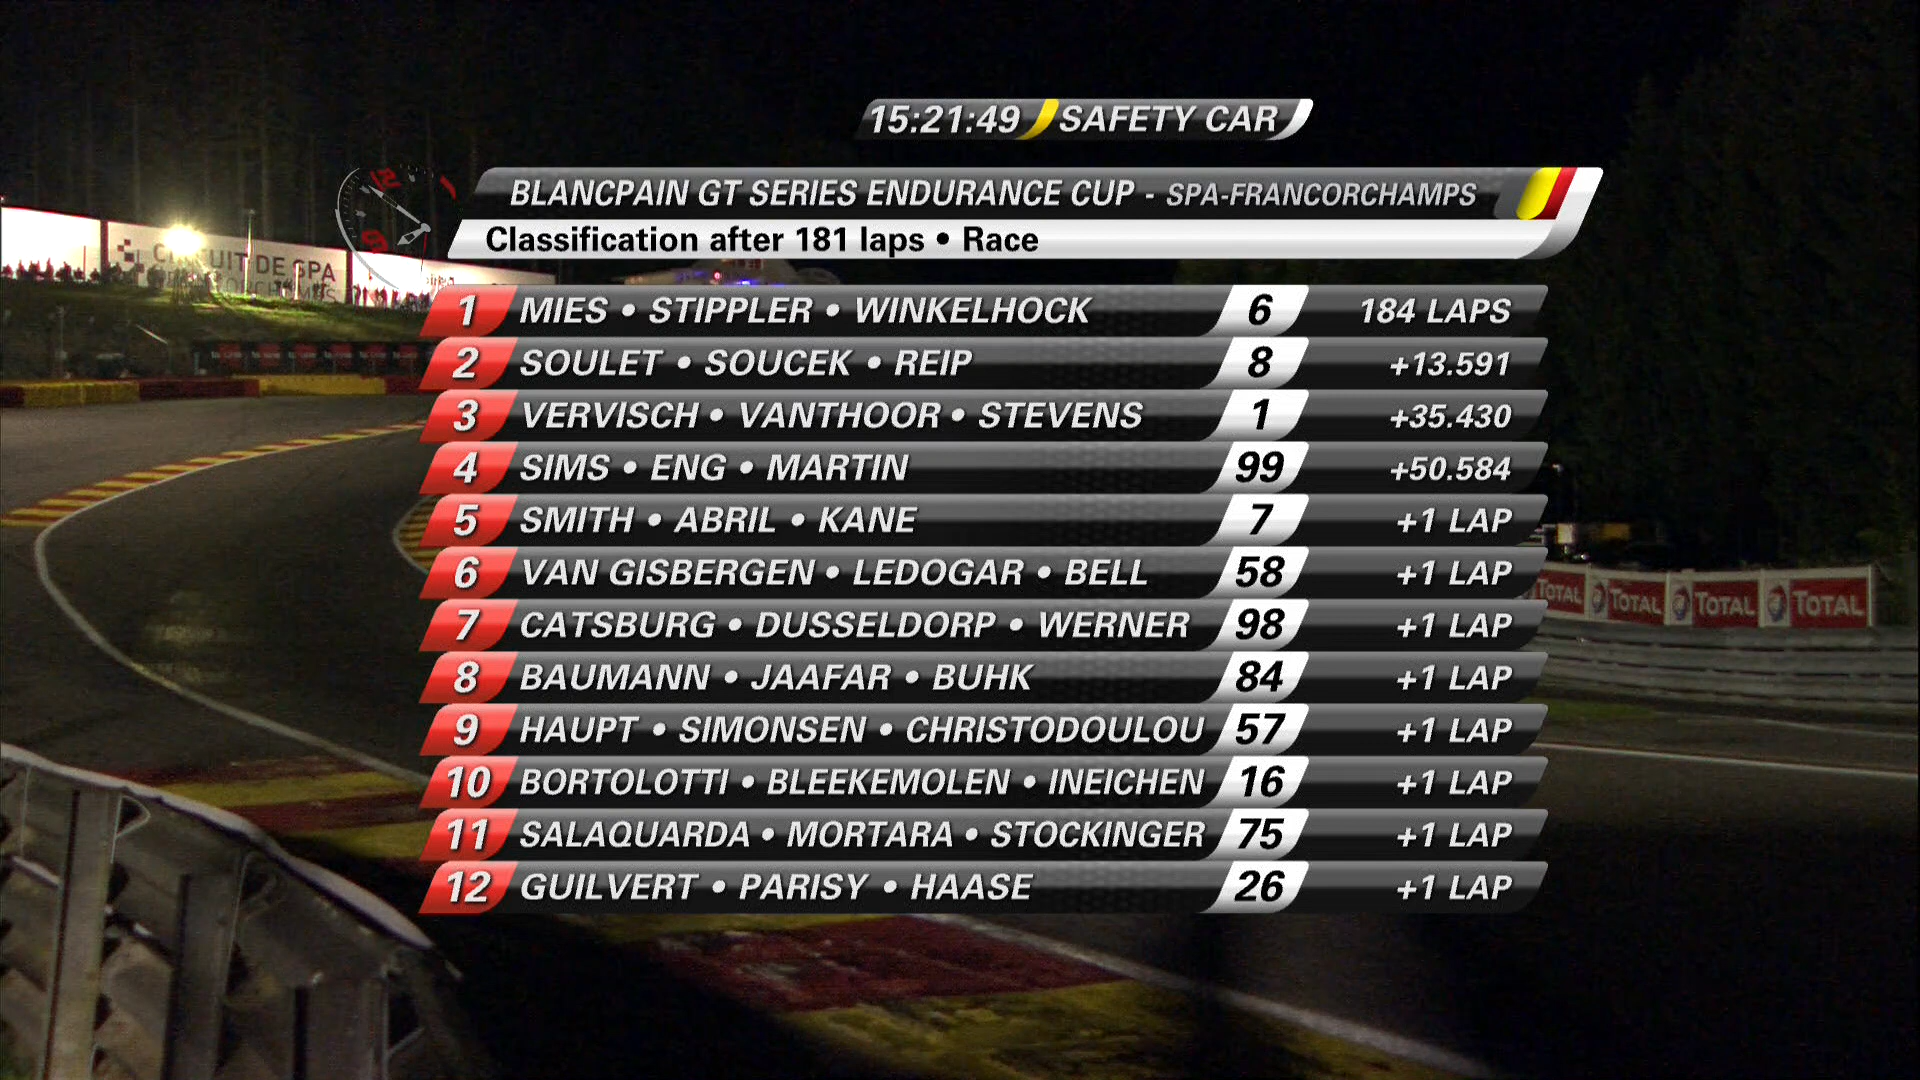 15:21:49 SAFETY CAR
BLANCPAIN GT SERIES ENDURANCE CUP - SPA-FRANCORCHAMPS
Classification after 181 laps • Race
1 MIES • STIPPLER • WINKELHOCK 6 184 LAPS
2 SOULET • SOUCEK • REIP 8 +13.591
3 VERVISCH • VANTHOOR • STEVENS 1 +35.430
4 SIMS • ENG • MARTIN 99 +50.584
5 SMITH • ABRIL • KANE 7 +1 LAP
6 VAN GISBERGEN • LEDOGAR • BELL 58 +1 LAP
7 CATSBURG • DUSSELDORP • WERNER 98 +1 LAP
8 BAUMANN • JAAFAR • BUHK 84 +1 LAP
9 HAUPT • SIMONSEN • CHRISTODOULOU 57 +1 LAP
10 BORTOLOTTI • BLEEKEMOLEN • INEICHEN 16 +1 LAP
11 SALAQUARDA • MORTARA • STOCKINGER 75 +1 LAP
12 GUILVERT • PARISY • HAASE 26 +1 LAP
12
CIRCUIT DE SPA
TOTAL TOTAL TOTAL TOTAL